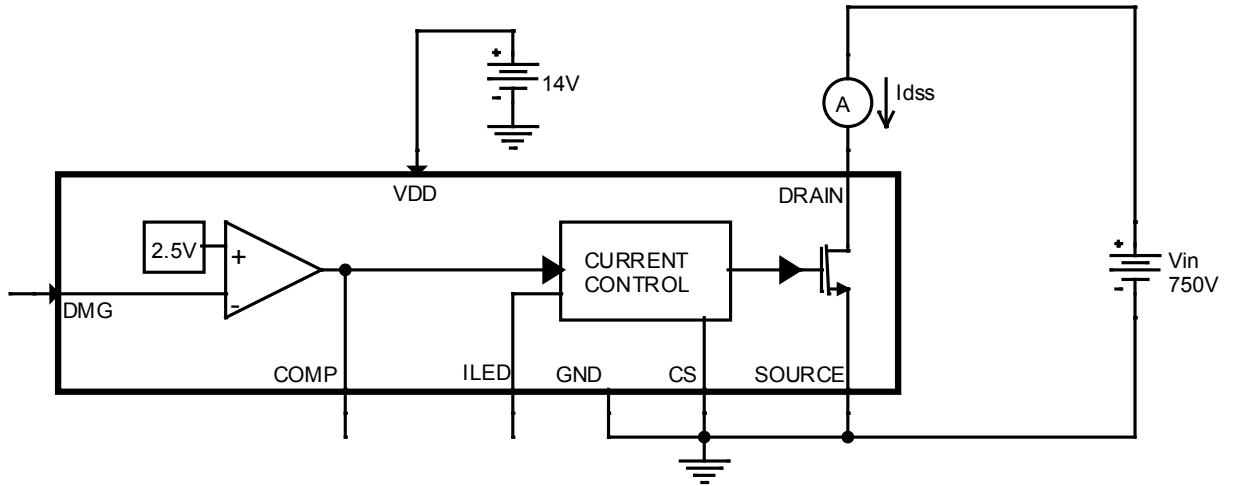 +
14V
-
A
Idss
VDD
DRAIN
2.5V
+
-
DMG
CURRENT
CONTROL
+
Vin
750V
-
COMP
ILED
GND
CS
SOURCE